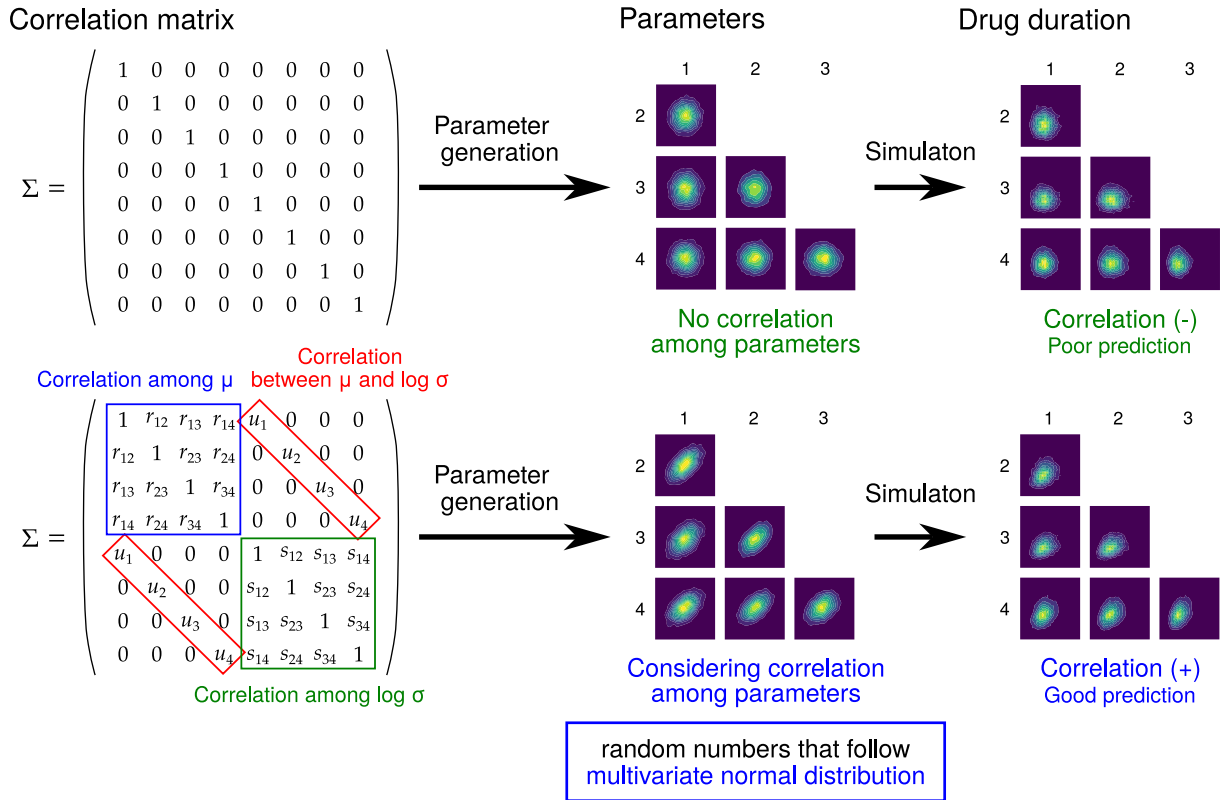 Correlation matrix
Parameters
Drug duration
Σ =
1 0 0 0 0 0 0 0
0 1 0 0 0 0 0 0
0 0 1 0 0 0 0 0
0 0 0 1 0 0 0 0
0 0 0 0 1 0 0 0
0 0 0 0 0 1 0 0
0 0 0 0 0 0 1 0
0 0 0 0 0 0 0 1
Parameter
generation
1 2 3
2
3
4
No correlation
among parameters
Simulaton
1 2 3
2
3
4
Correlation (-)
Poor prediction
Correlation among μ
Correlation
between μ and log σ
Σ =
1 r12 r13 r14 u1 0 0 0
r12 1 r23 r24 0 u2 0 0
r13 r23 1 r34 0 0 u3 0
r14 r24 r34 1 0 0 0 u4
u1 0 0 0 1 s12 s13 s14
0 u2 0 0 s12 1 s23 s24
0 0 u3 0 s13 s23 1 s34
0 0 0 u4 s14 s24 s34 1
Correlation among log σ
Parameter
generation
1 2 3
2
3
4
Considering correlation
among parameters
Simulaton
1 2 3
2
3
4
Correlation (+)
Good prediction
random numbers that follow
multivariate normal distribution